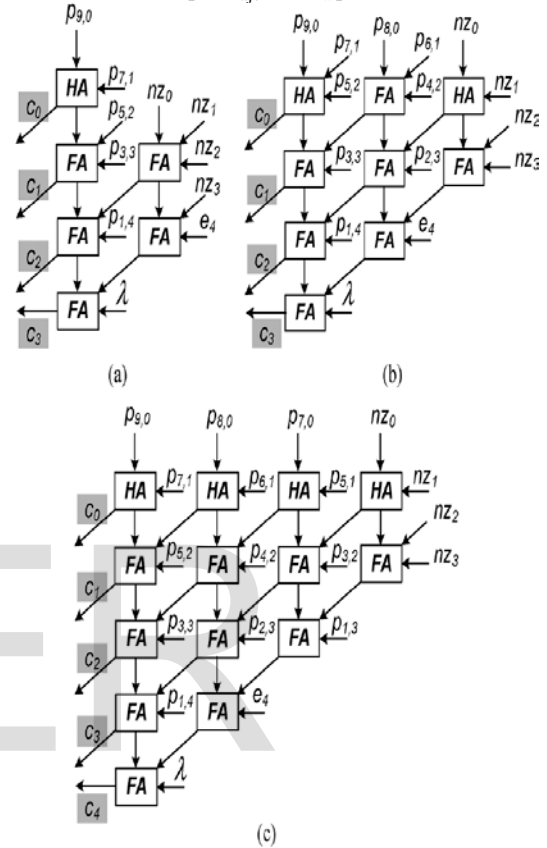 p9,0
HA p7,1
c0 p5,2 nz0 nz1
FA p3,3 FA nz2
c1 nz3
FA p1,4 FA e4
c2
FA λ
c3
(a)
p9,0 p7,1 p8,0 p6,1 nz0
HA p5,2 FA p4,2 HA nz1
c0 nz2
FA p3,3 FA p2,3 FA nz3
c1
FA p1,4 FA e4
c2
FA λ
c3
(b)
p9,0 p8,0 p7,0 nz0
HA p7,1 HA p6,1 HA p5,1 HA nz1
c0 nz2
FA p5,2 FA p4,2 FA p3,2 FA nz3
c1
FA p3,3 FA p2,3 FA p1,3
c2
FA p1,4 FA e4
c3
FA λ
c4
(c)
ER